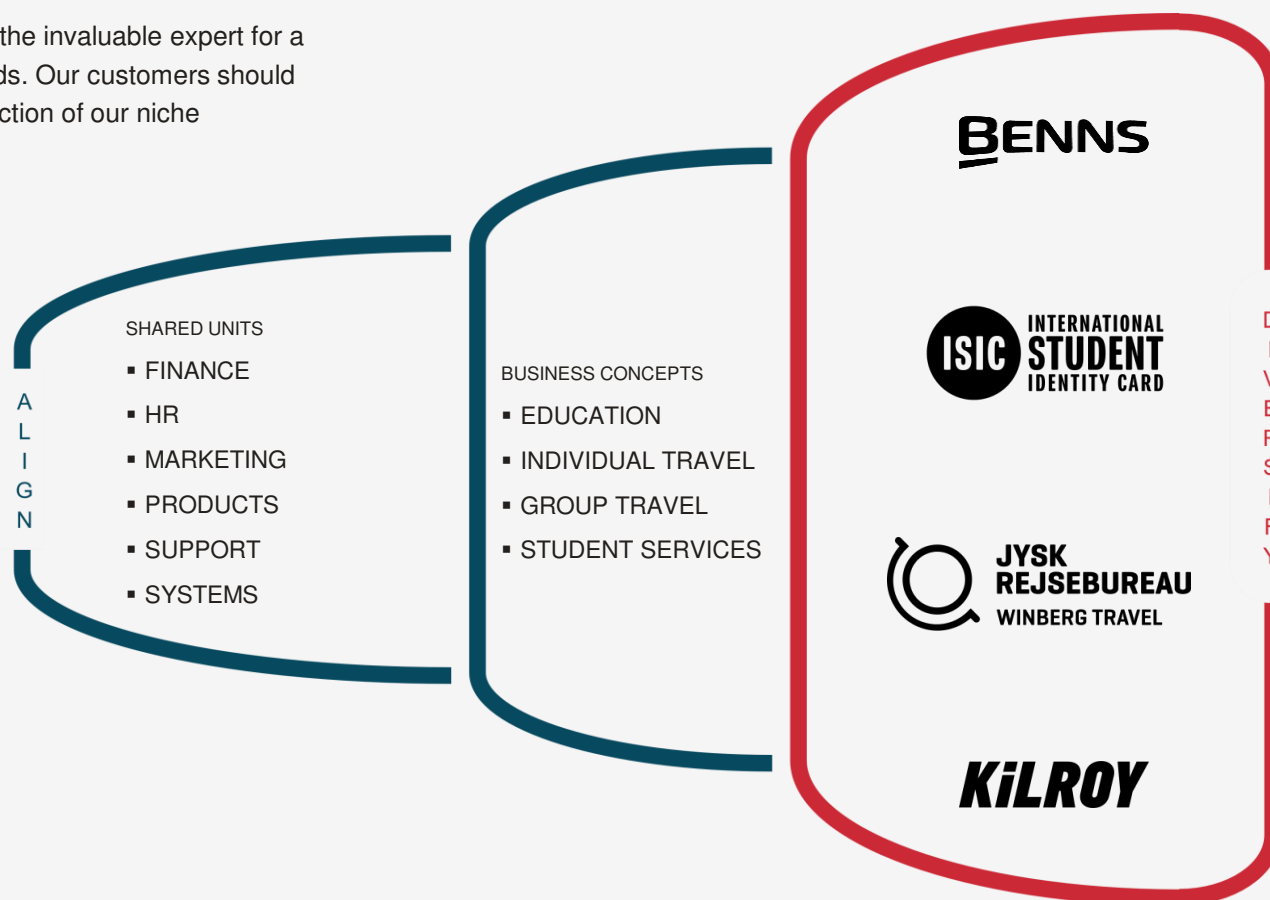 the invaluable expert for a
ds. Our customers should
ction of our niche
A
L
I
G
N
SHARED UNITS
▪ FINANCE
▪ HR
▪ MARKETING
▪ PRODUCTS
▪ SUPPORT
▪ SYSTEMS
BUSINESS CONCEPTS
▪ EDUCATION
▪ INDIVIDUAL TRAVEL
▪ GROUP TRAVEL
▪ STUDENT SERVICES
BENNS
ISIC
INTERNATIONAL
STUDENT
IDENTITY CARD
JYSK
REJSEBUREAU
WINBERG TRAVEL
KiLROY